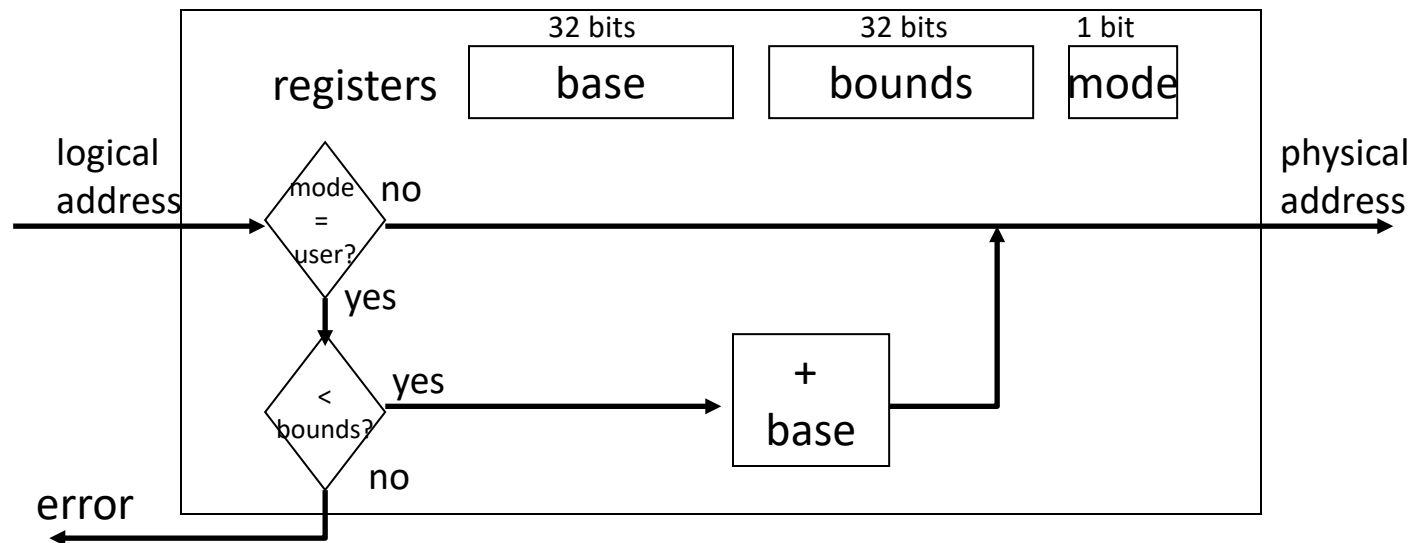 32 bits
32 bits
1 bit
registers
base
bounds
mode
logical
address
mode
=
user?
no
physical
address
yes
<
bounds?
yes
+
base
no
error